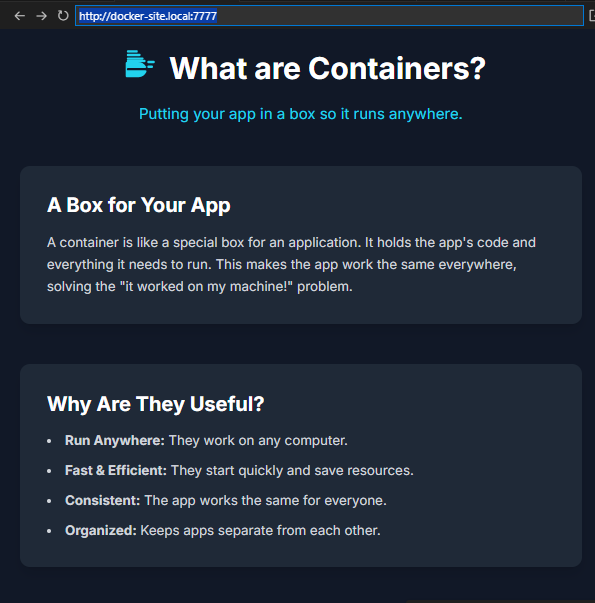 http://docker-site.local:7777
What are Containers?
Putting your app in a box so it runs anywhere.
A Box for Your App
A container is like a special box for an application. It holds the app's code and
everything it needs to run. This makes the app work the same everywhere,
solving the "it worked on my machine!" problem.
Why Are They Useful?
• Run Anywhere: They work on any computer.
• Fast & Efficient: They start quickly and save resources.
• Consistent: The app works the same for everyone.
• Organized: Keeps apps separate from each other.